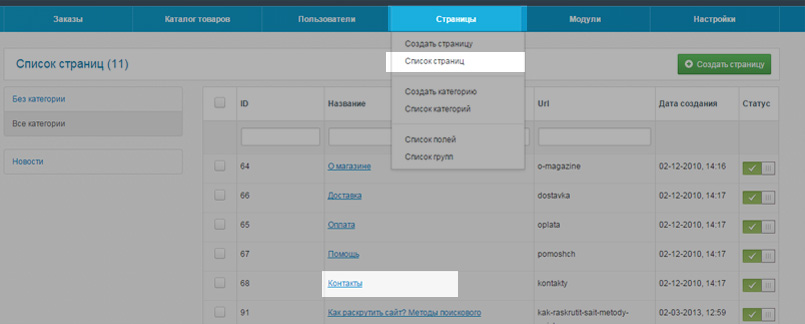 Заказы Каталог товаров Пользователи Страницы Модули Настройки
Создать страницу
Список страниц
Создать категорию
Список категорий
Список полей
Список групп
Список страниц (11)
Создать страницу
Без категории
Все категории
Новости
ID Название Url Дата создания Статус
64 О магазине o-magazine 02-12-2010, 14:16
66 Доставка dostavka 02-12-2010, 14:17
65 Оплата oplata 02-12-2010, 14:17
67 Помощь pomoshch 02-12-2010, 14:17
68 Контакты kontakty 02-12-2010, 14:17
91 Как раскрутить сайт? Методы поискового kak-raskrutit-sait-metody- 02-03-2013, 12:59